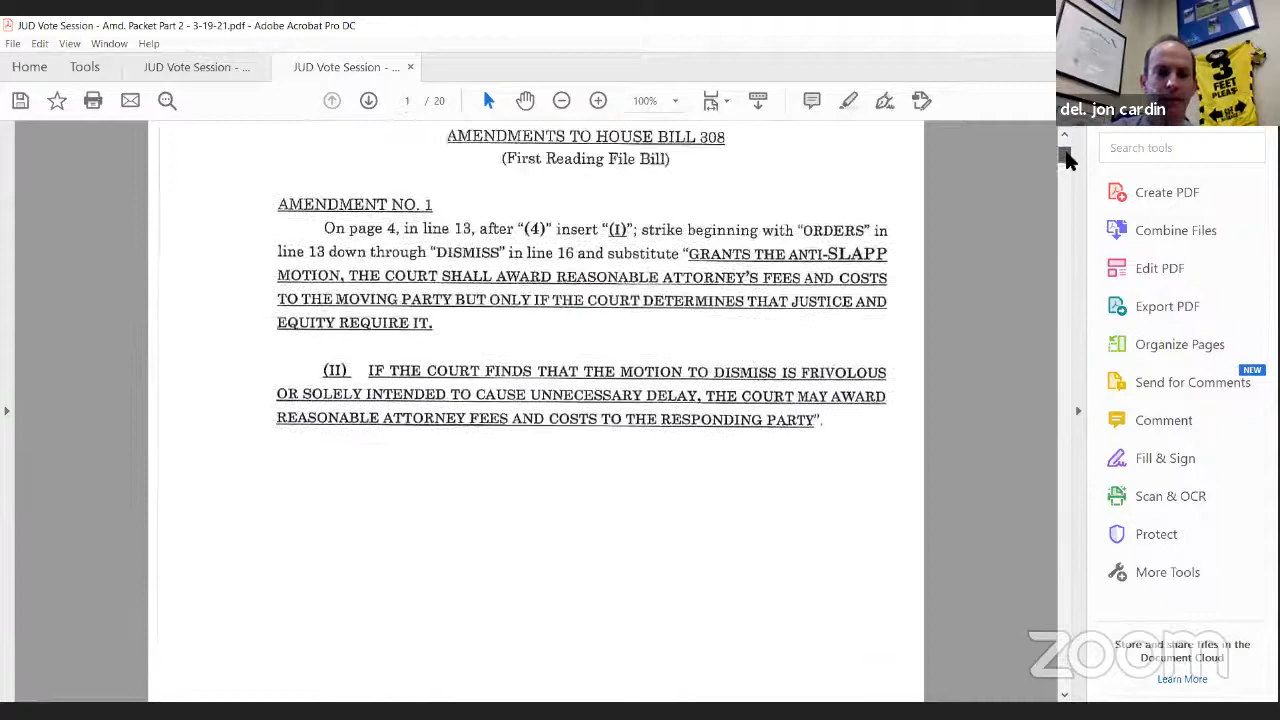 JUD Vote Session - Amd. Packet Part 2 - 3-19-21.pdf - Adobe Acrobat Pro DC
File Edit View Window Help
Home Tools JUD Vote Session - ... JUD Vote Session - ... ×
1 / 20 100%
del. jon cardin
3
FEET
PLEASE
AMENDMENTS TO HOUSE BILL 308
(First Reading File Bill)
AMENDMENT NO. 1
On page 4, in line 13, after “(4)” insert “(I)”; strike beginning with “ORDERS” in
line 13 down through “DISMISS” in line 16 and substitute “GRANTS THE ANTI-SLAPP
MOTION, THE COURT SHALL AWARD REASONABLE ATTORNEY’S FEES AND COSTS
TO THE MOVING PARTY BUT ONLY IF THE COURT DETERMINES THAT JUSTICE AND
EQUITY REQUIRE IT.
(II) IF THE COURT FINDS THAT THE MOTION TO DISMISS IS FRIVOLOUS
OR SOLELY INTENDED TO CAUSE UNNECESSARY DELAY, THE COURT MAY AWARD
REASONABLE ATTORNEY FEES AND COSTS TO THE RESPONDING PARTY”.
Search tools
Create PDF
Combine Files
Edit PDF
Export PDF
Organize Pages
NEW
Send for Comments
Comment
Fill & Sign
Scan & OCR
Protect
More Tools
Store and share files in the
Document Cloud
Learn More
zoom